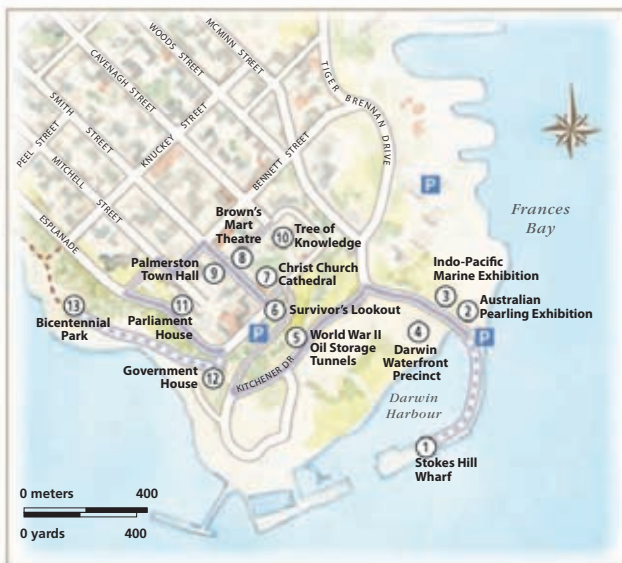 MCMINN STREET
WOODS STREET
CAVENAGH STREET
SMITH STREET
PEEL STREET
KNUCKEY STREET
MITCHELL STREET
BENNETT STREET
ESPLANADE
TIGER BRENNAN DRIVE
P
Frances
Bay
Brown's
Mart
Theatre
8
10
Tree of
Knowledge
Palmerston
Town Hall
9
7
Christ Church
Cathedral
Indo-Pacific
Marine Exhibition
3
2
Australian
Pearling Exhibition
13
Bicentennial
Park
11
Parliament
House
6
Survivor's Lookout
P
5
World War II
Oil Storage
Tunnels
4
Darwin
Waterfront
Precinct
P
Government
House
12
KITCHENER DR
Darwin
Harbour
1
Stokes Hill
Wharf
0 meters 400
0 yards 400